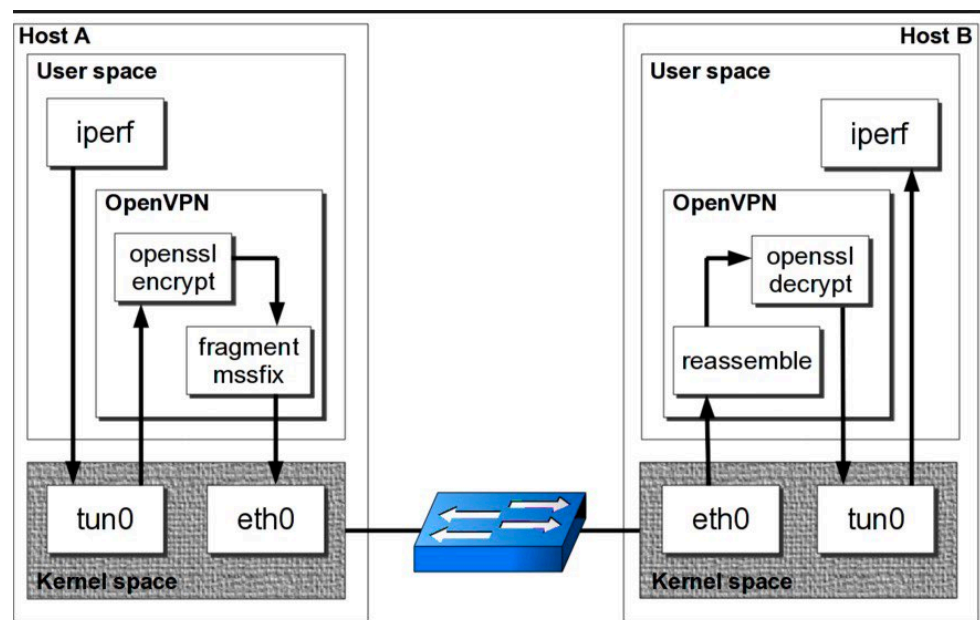 Host A
User space
iperf
OpenVPN
openssl
encrypt
fragment
mssfix
tun0
eth0
Kernel space
Host B
User space
iperf
OpenVPN
openssl
decrypt
reassemble
eth0
tun0
Kernel space